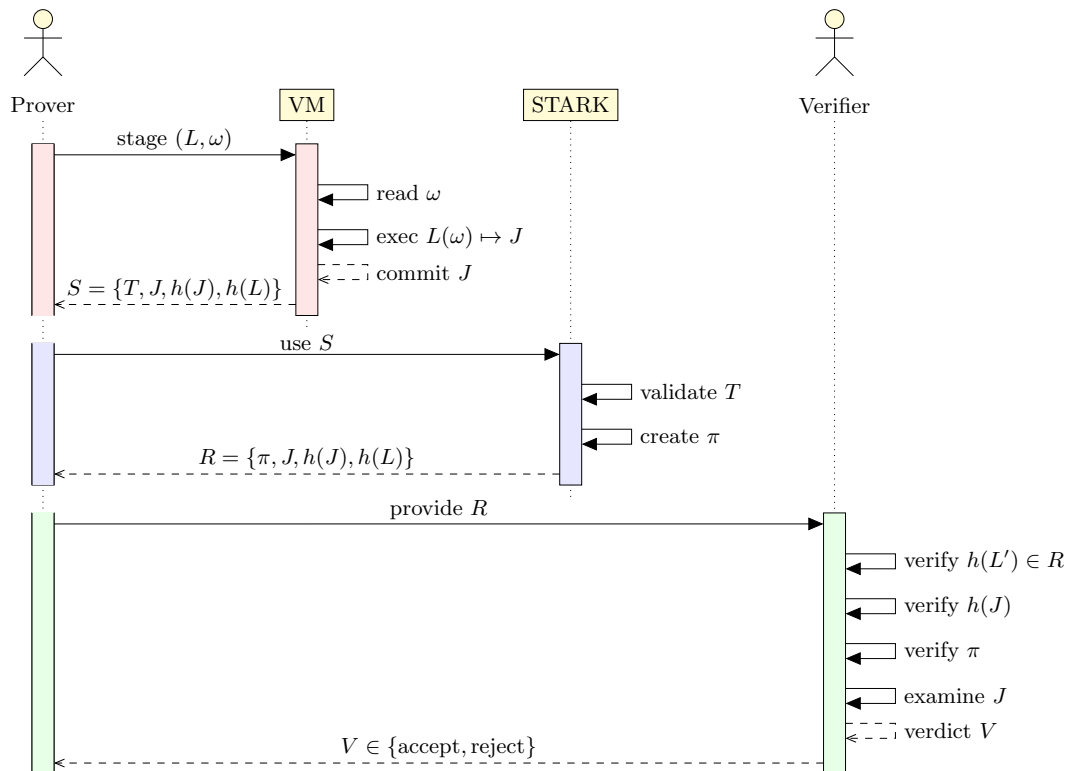 Prover VM STARK Verifier
stage (L, ω)
read ω
exec L(ω) ↦ J
commit J
S = {T, J, h(J), h(L)}
use S
validate T
create π
R = {π, J, h(J), h(L)}
provide R
verify h(L′) ∈ R
verify h(J)
verify π
examine J
verdict V
V ∈ {accept, reject}